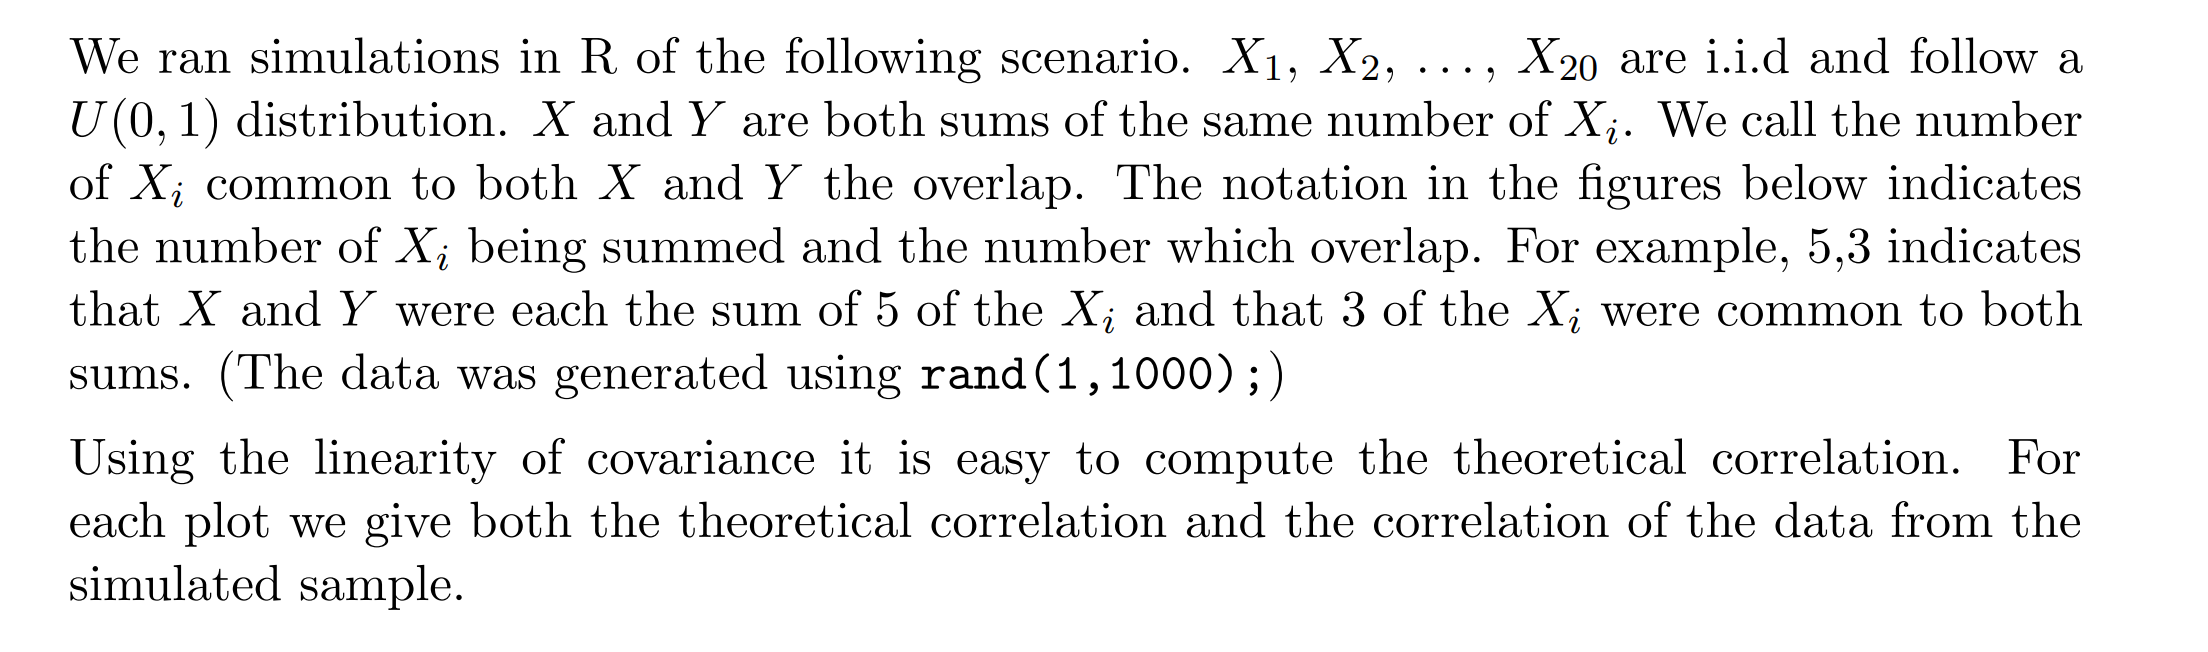 We ran simulations in R of the following scenario. X₁, X₂, ..., X₂₀ are i.i.d and follow a
U(0, 1) distribution. X and Y are both sums of the same number of Xᵢ. We call the number
of Xᵢ common to both X and Y the overlap. The notation in the figures below indicates
the number of Xᵢ being summed and the number which overlap. For example, 5,3 indicates
that X and Y were each the sum of 5 of the Xᵢ and that 3 of the Xᵢ were common to both
sums. (The data was generated using rand(1,1000);)
Using the linearity of covariance it is easy to compute the theoretical correlation. For
each plot we give both the theoretical correlation and the correlation of the data from the
simulated sample.